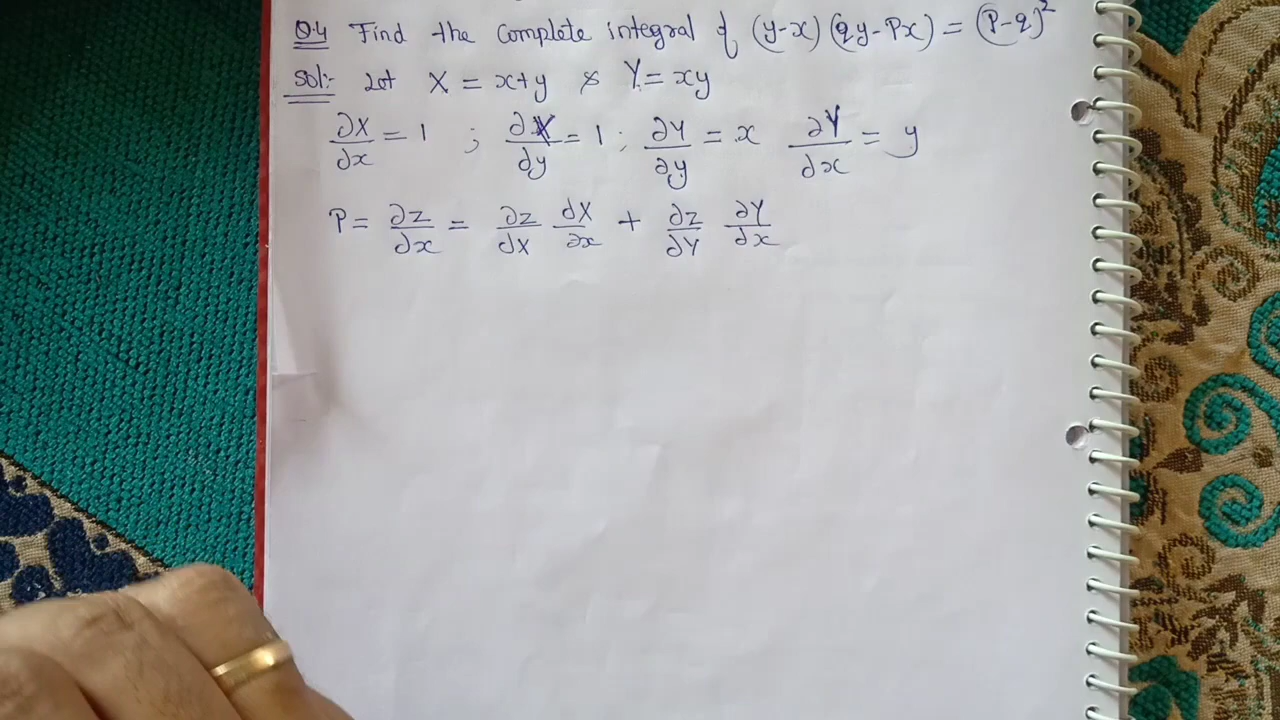 Q.4 Find the Complete integral of (y-x)(qy-Px) = (P-q)²
Sol:- Let X = x+y & Y = xy
∂X/∂x = 1 ; ∂X/∂y = 1 ; ∂Y/∂y = x ∂Y/∂x = y
P = ∂z/∂x = ∂z/∂X ∂X/∂x + ∂z/∂Y ∂Y/∂x